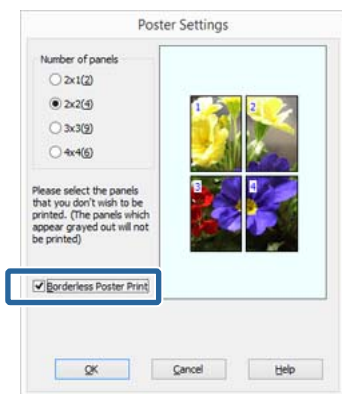 Poster Settings
Number of panels
2x1(2)
2x2(4)
3x3(9)
4x4(6)
1
2
3
4
Please select the panels
that you don't wish to be
printed. (The panels which
appear grayed out will not
be printed)
Borderless Poster Print
OK
Cancel
Help